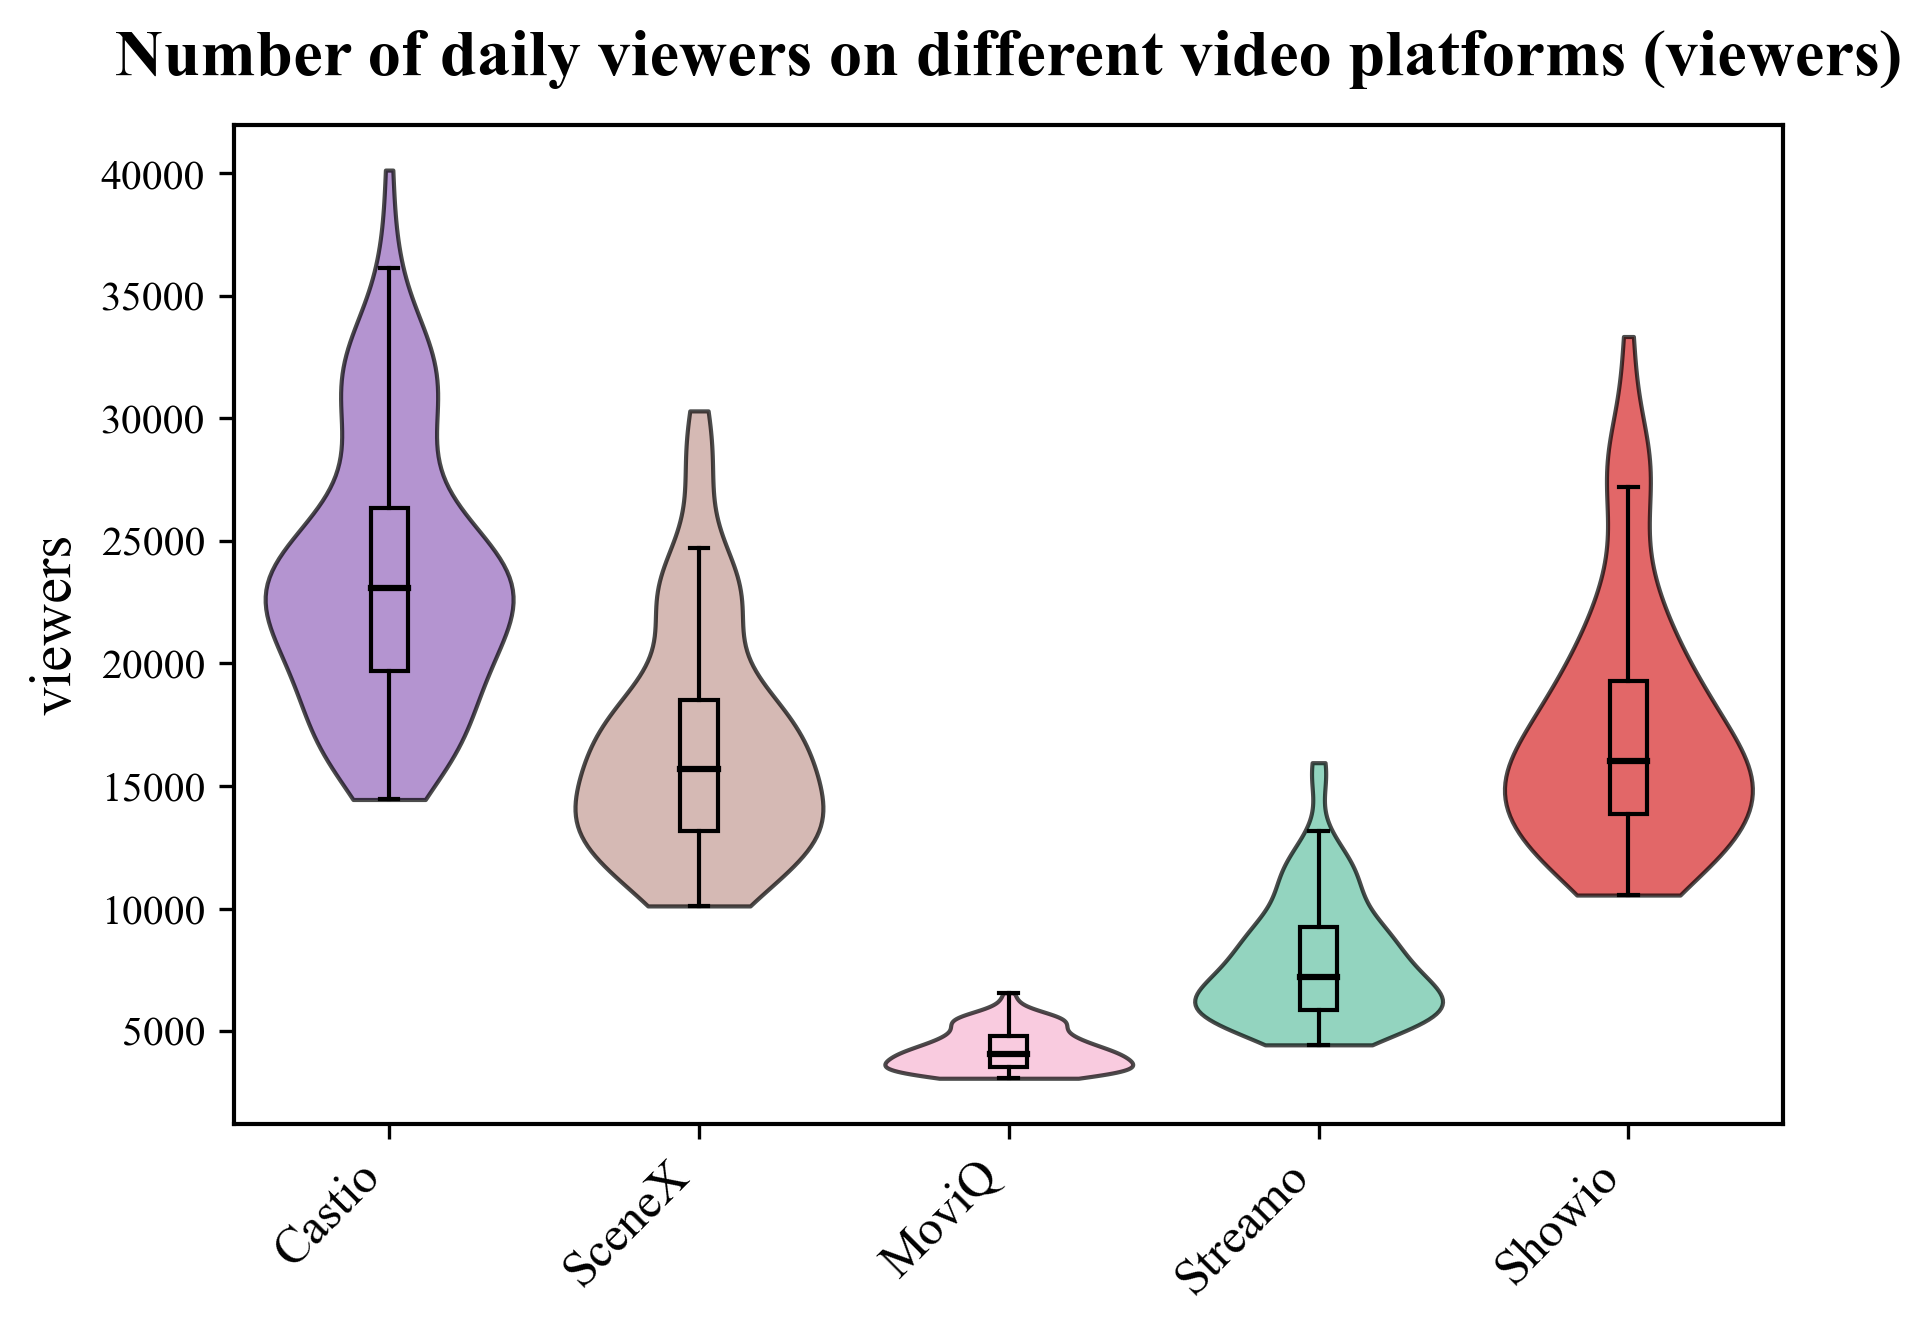 Number of daily viewers on different video platforms (viewers)
viewers
40000
35000
30000
25000
20000
15000
10000
5000
Castio
SceneX
MoviQ
Streamo
Showio